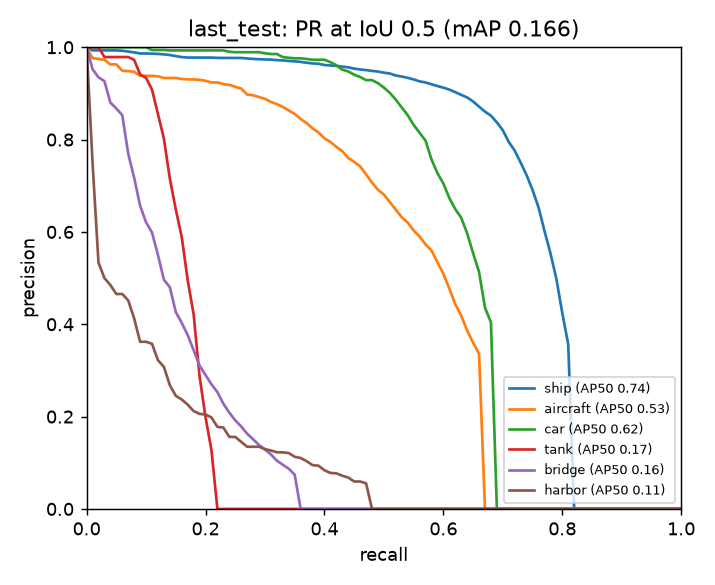 last_test: PR at IoU 0.5 (mAP 0.166)
1.0
0.8
0.6
0.4
0.2
0.0
precision
ship (AP50 0.74)
aircraft (AP50 0.53)
car (AP50 0.62)
tank (AP50 0.17)
bridge (AP50 0.16)
harbor (AP50 0.11)
0.0 0.2 0.4 0.6 0.8 1.0
recall